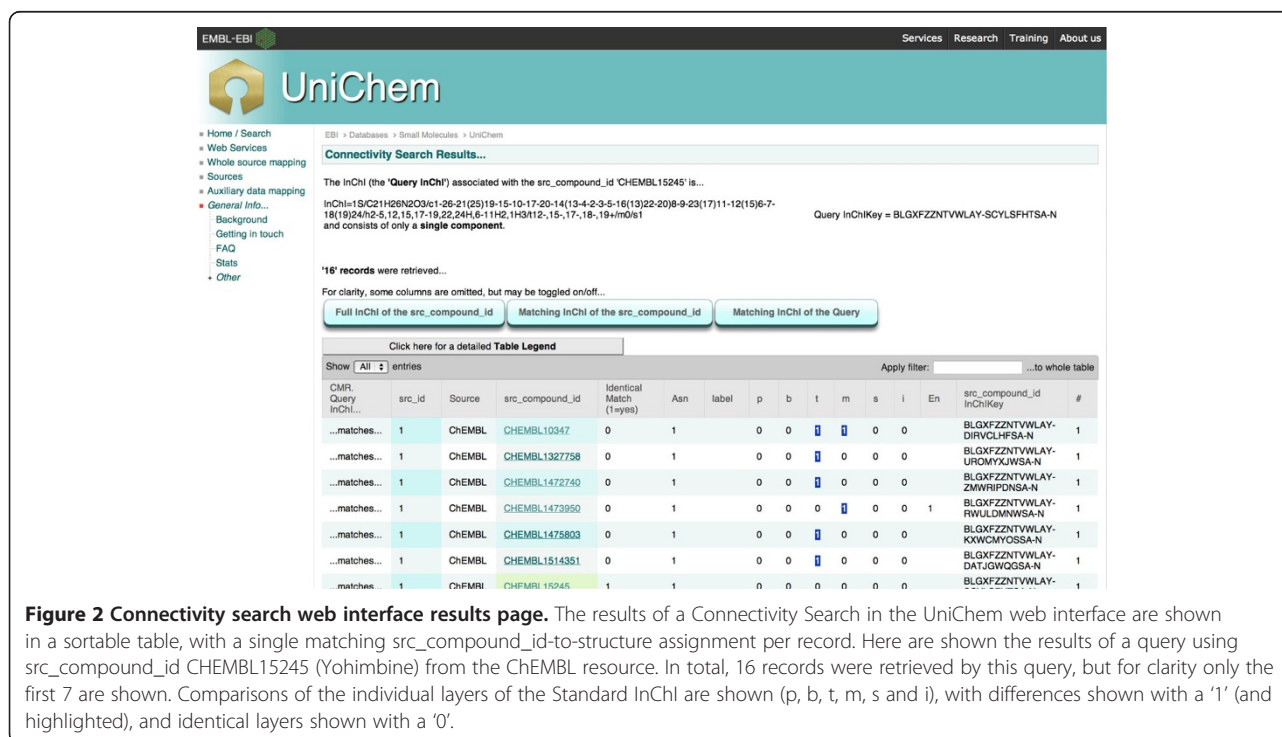 EMBL-EBI
Services Research Training About us
UniChem
Home / Search
Web Services
Whole source mapping
Sources
Auxiliary data mapping
General Info...
Background
Getting in touch
FAQ
Stats
+ Other
EBI > Databases > Small Molecules > UniChem
Connectivity Search Results...
The InChI (the 'Query InChI') associated with the src_compound_id 'CHEMBL15245' is...
InChI=1S/C21H26N2O3/c1-26-21(25)19-15-10-17-20-14(13-4-2-3-5-16(13)22-20)8-9-23(17)11-12(15)6-7-
18(19)24/h2-5,12,15,17-19,22,24H,6-11H2,1H3/t12-,15-,17-,18-,19+/m0/s1
and consists of only a single component.
Query InChIKey = BLGXFZZNTVWLAY-SCYLSFHTSA-N
'16' records were retrieved...
For clarity, some columns are omitted, but may be toggled on/off...
Full InChI of the src_compound_id Matching InChI of the src_compound_id Matching InChI of the Query
Click here for a detailed Table Legend
Show All entries Apply filter: ...to whole table
CMR. Query InChI... src_id Source src_compound_id Identical Match (1=yes) Asn label p b t m s i En src_compound_id InChIKey #
...matches... 1 ChEMBL CHEMBL10347 0 1 0 0 1 1 0 0 BLGXFZZNTVWLAY-DIRVCLHFSA-N 1
...matches... 1 ChEMBL CHEMBL1327758 0 1 0 0 1 0 0 0 BLGXFZZNTVWLAY-UROMYXJWSA-N 1
...matches... 1 ChEMBL CHEMBL1472740 0 1 0 0 1 0 0 0 BLGXFZZNTVWLAY-ZMWRIPDNSA-N 1
...matches... 1 ChEMBL CHEMBL1473950 0 1 0 0 0 1 0 0 1 BLGXFZZNTVWLAY-RWULDMNWSA-N 1
...matches... 1 ChEMBL CHEMBL1475803 0 1 0 0 1 0 0 0 BLGXFZZNTVWLAY-KXWCMYOSSA-N 1
...matches... 1 ChEMBL CHEMBL1514351 0 1 0 0 1 0 0 0 BLGXFZZNTVWLAY-DATJGWQGSA-N 1
...matches... 1 ChEMBL CHEMBL15245 1 1 0 0 0 0 0 0 BLGXFZZNTVWLAY- 1
Figure 2 Connectivity search web interface results page. The results of a Connectivity Search in the UniChem web interface are shown
in a sortable table, with a single matching src_compound_id-to-structure assignment per record. Here are shown the results of a query using
src_compound_id CHEMBL15245 (Yohimbine) from the ChEMBL resource. In total, 16 records were retrieved by this query, but for clarity only the
first 7 are shown. Comparisons of the individual layers of the Standard InChI are shown (p, b, t, m, s and i), with differences shown with a '1' (and
highlighted), and identical layers shown with a '0'.